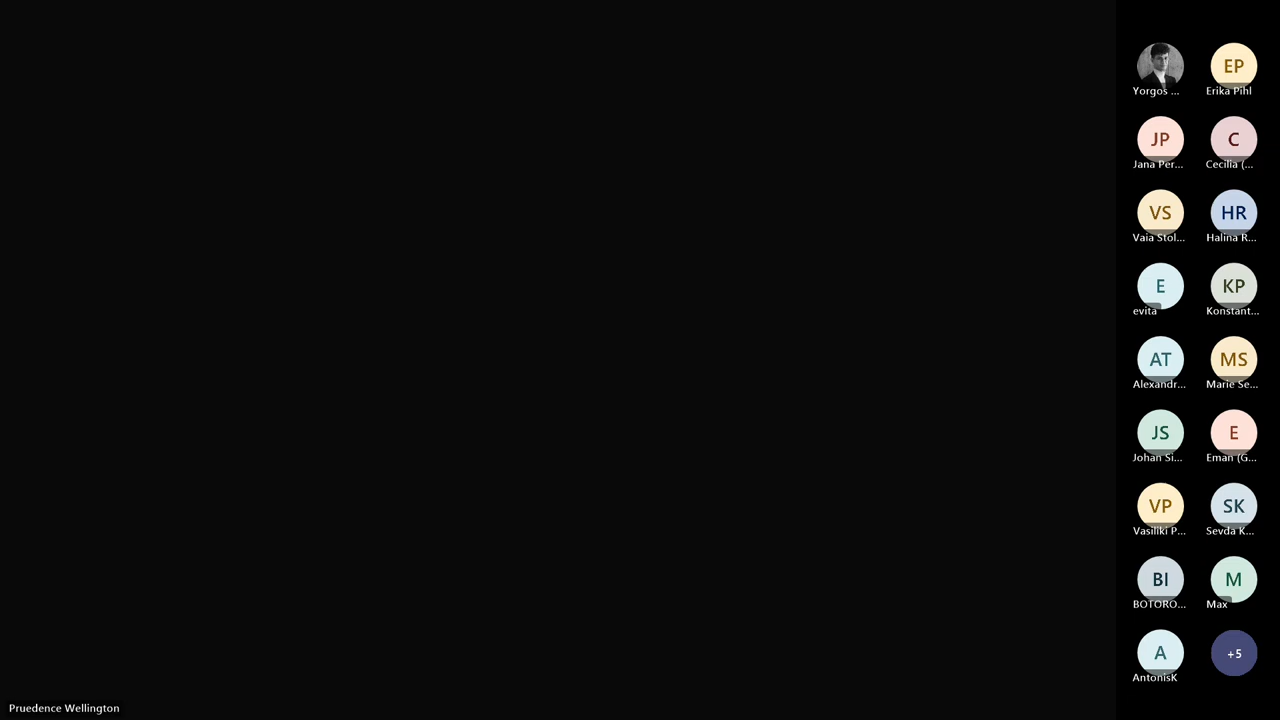 Yorgos ...
EP
Erika Pihl
JP
Jana Per...
C
Cecilia (...
VS
Vaia Stol...
HR
Halina R...
E
evita
KP
Konstant...
AT
Alexandr...
MS
Marie Se...
JS
Johan Si...
E
Eman (G...
VP
Vasiliki P...
SK
Sevda K...
BI
BOTORO...
M
Max
A
AntonisK
+5
Pruedence Wellington